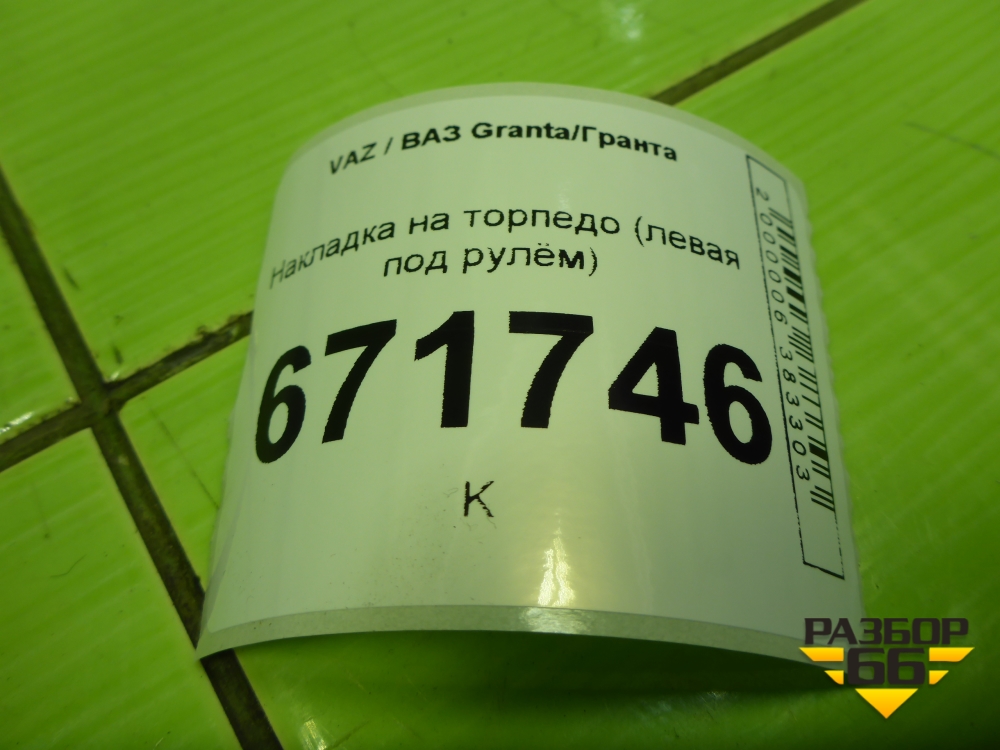 VAZ / ВАЗ Granta/Гранта
Накладка на торпедо (левая
под рулём)
671746
К
2000006383303
РАЗБОР
66